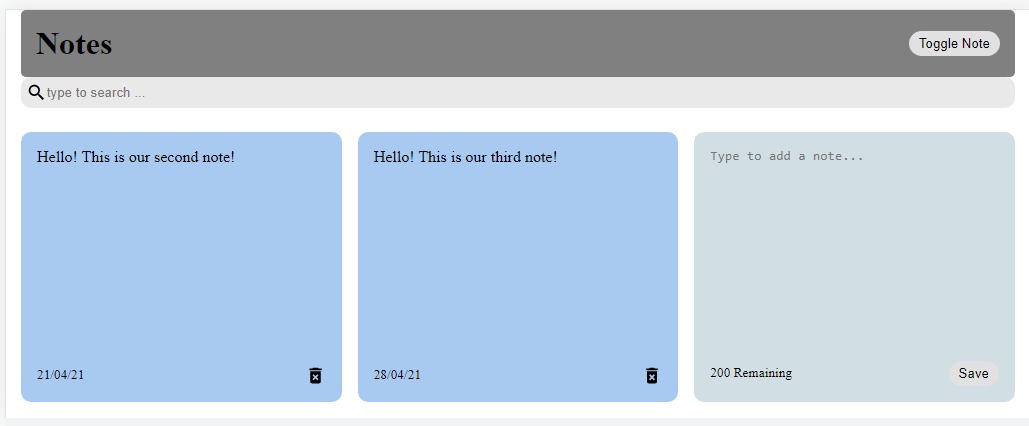 Notes
Toggle Note
type to search ...
Hello! This is our second note!
21/04/21
Hello! This is our third note!
28/04/21
Type to add a note...
200 Remaining
Save